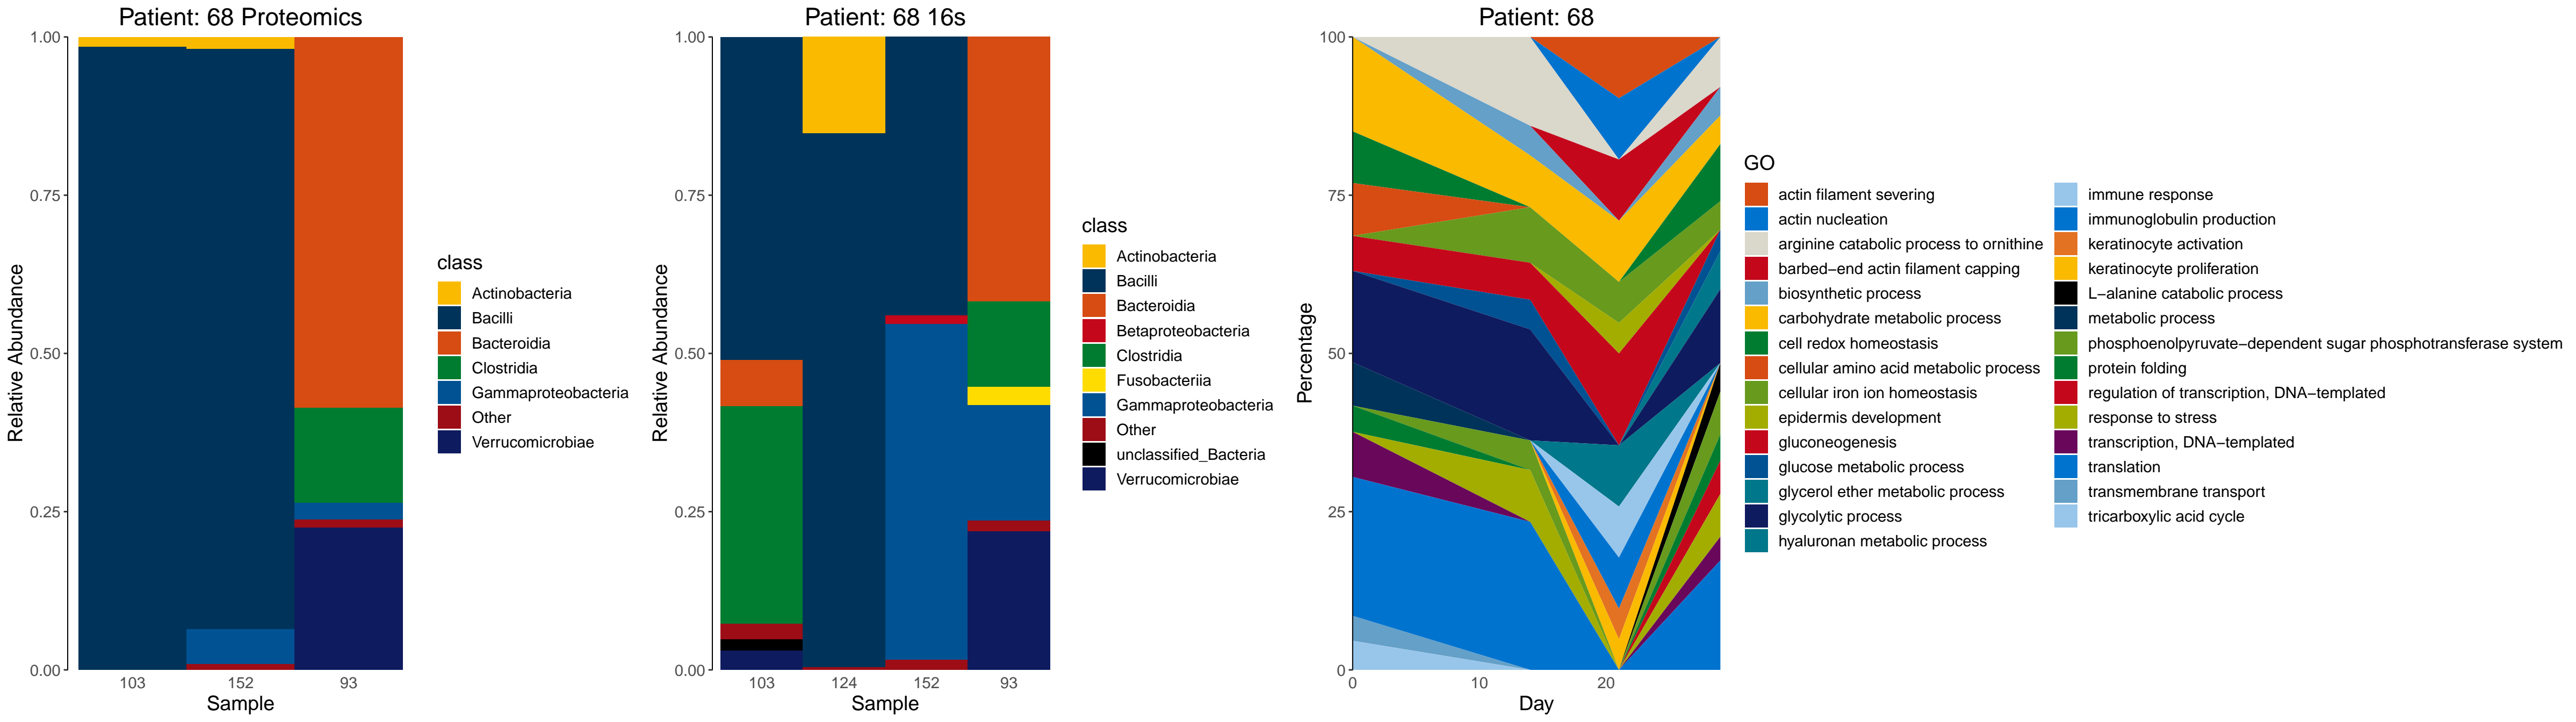 Patient: 68 Proteomics
Relative Abundance
1.00
0.75
0.50
0.25
0.00
103
152
93
Sample
class
Actinobacteria
Bacilli
Bacteroidia
Clostridia
Gammaproteobacteria
Other
Verrucomicrobiae
Patient: 68 16s
Relative Abundance
1.00
0.75
0.50
0.25
0.00
103
124
152
93
Sample
class
Actinobacteria
Bacilli
Bacteroidia
Betaproteobacteria
Clostridia
Fusobacteriia
Gammaproteobacteria
Other
unclassified_Bacteria
Verrucomicrobiae
Patient: 68
Percentage
100
75
50
25
0
0
10
20
Day
GO
actin filament severing
actin nucleation
arginine catabolic process to ornithine
barbed−end actin filament capping
biosynthetic process
carbohydrate metabolic process
cell redox homeostasis
cellular amino acid metabolic process
cellular iron ion homeostasis
epidermis development
gluconeogenesis
glucose metabolic process
glycerol ether metabolic process
glycolytic process
hyaluronan metabolic process
immune response
immunoglobulin production
keratinocyte activation
keratinocyte proliferation
L−alanine catabolic process
metabolic process
phosphoenolpyruvate−dependent sugar phosphotransferase system
protein folding
regulation of transcription, DNA−templated
response to stress
transcription, DNA−templated
translation
transmembrane transport
tricarboxylic acid cycle